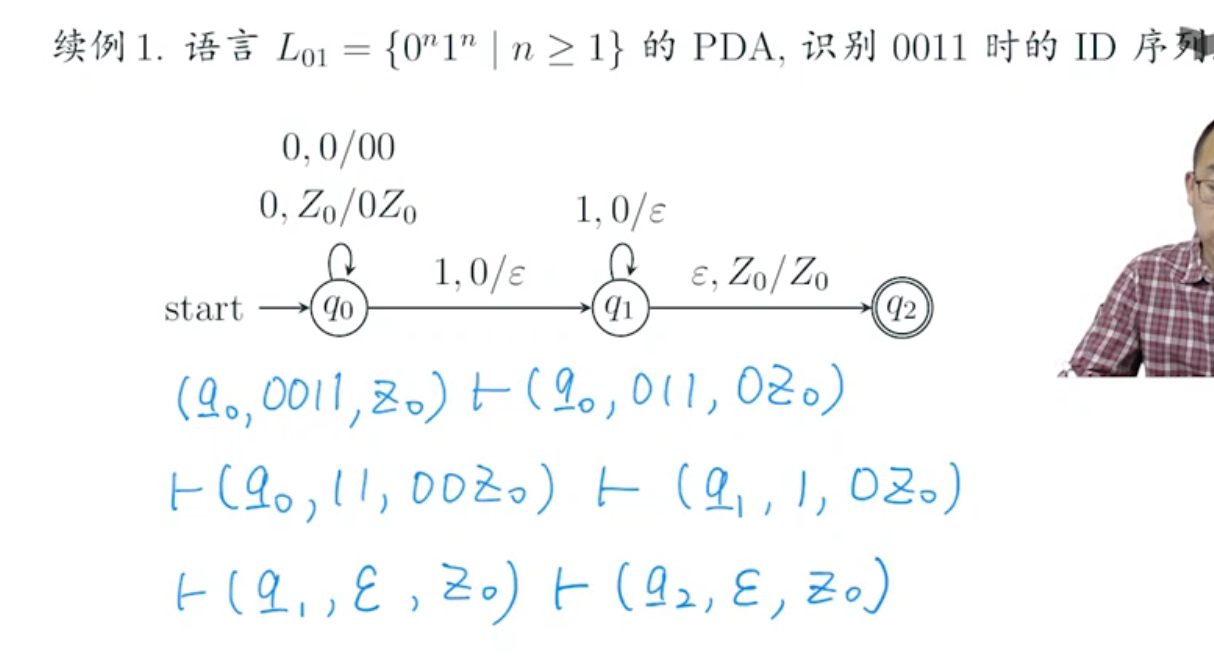 续例 1. 语言 L₀₁ = {0ⁿ1ⁿ | n ≥ 1} 的 PDA, 识别 0011 时的 ID 序列
0, 0/00
0, Z₀/0Z₀
1, 0/ε
1, 0/ε
ε, Z₀/Z₀
start
q₀
q₁
q₂
(q₀, 0011, Z₀) ⊢ (q₀, 011, 0Z₀)
⊢ (q₀, 11, 00Z₀) ⊢ (q₁, 1, 0Z₀)
⊢ (q₁, ε, Z₀) ⊢ (q₂, ε, Z₀)